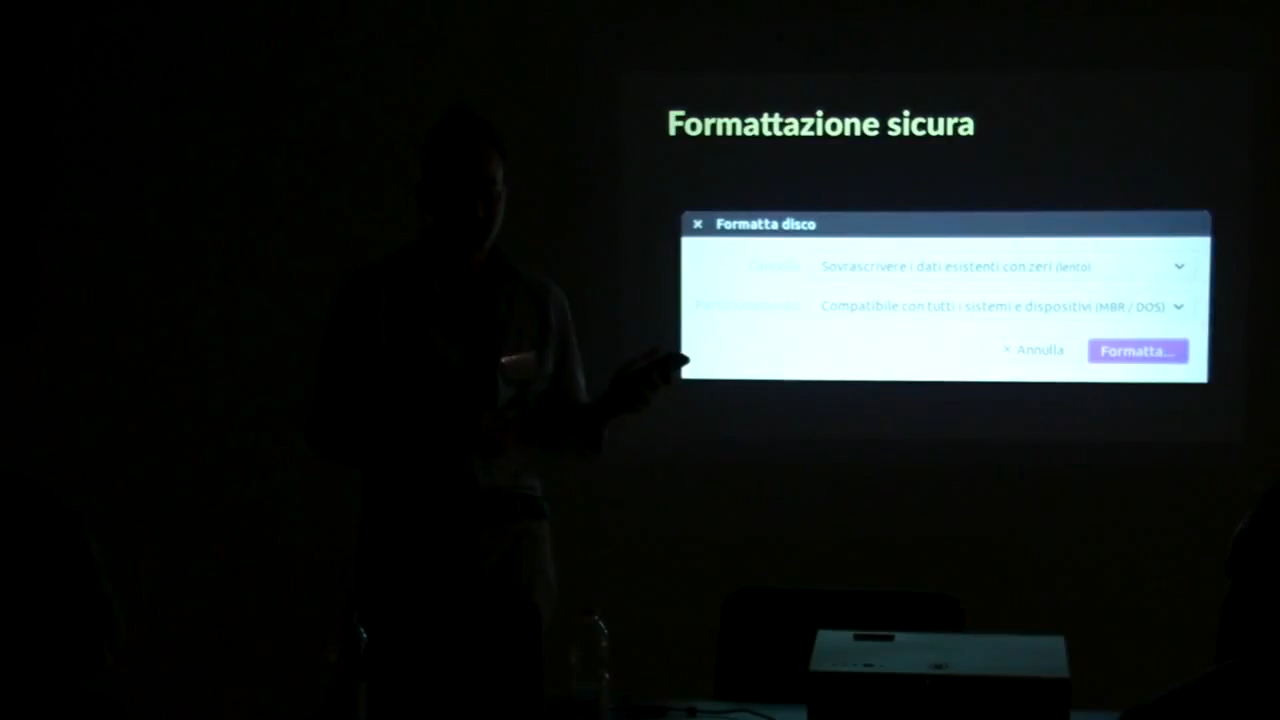 Formattazione sicura
× Formatta disco
Sovrascrivere i dati esistenti con zeri (lento)
Compatibile con tutti i sistemi e dispositivi (MBR / DOS)
× Annulla Formatta...